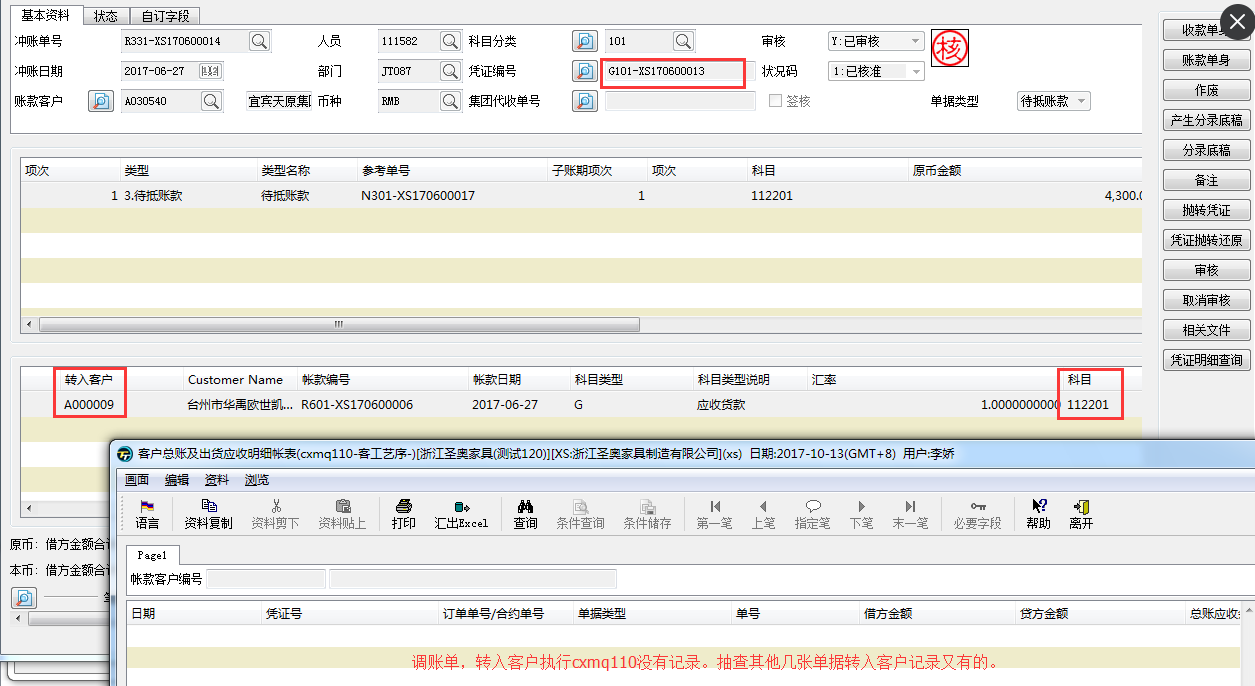 基本资料 状态 自订字段
冲账单号 R331-XS170600014 人员 111582 科目分类 101 审核 Y:已审核 核 收款单身
冲账日期 2017-06-27 部门 JT087 凭证编号 G101-XS170600013 状况码 1:已核准 账款单身
账款客户 A030540 宜宾天原集团 币种 RMB 集团代收单号 签核 单据类型 待抵账款 作废
产生分录底稿
分录底稿
项次 类型 类型名称 参考单号 子账期项次 项次 科目 原币金额
备注
1 3.待抵账款 待抵账款 N301-XS170600017 1 112201 4,300.0
抛转凭证
凭证抛转还原
审核
取消审核
相关文件
凭证明细查询
转入客户 Customer Name 帐款编号 帐款日期 科目类型 科目类型说明 汇率 科目
A000009 台州市华禹欧世凯... R601-XS170600006 2017-06-27 G 应收货款 1.0000000000 112201
客户总账及出货应收明细帐表(cxmq110-客工艺序-)[浙江圣奥家具(测试120)][XS:浙江圣奥家具制造有限公司](xs) 日期:2017-10-13(GMT+8) 用户:李娇
画面 编辑 资料 浏览
语言 资料复制 资料剪下 资料贴上 打印 汇出Excel 查询 条件查询 条件储存 第一笔 上笔 指定笔 下笔 末一笔 必要字段 帮助 离开
原币: 借方金额合计
Page1
本币: 借方金额合计
帐款客户编号
日期 凭证号 订单单号/合约单号 单据类型 单号 借方金额 贷方金额 总账应收
调账单，转入客户执行cxmq110没有记录。抽查其他几张单据转入客户记录又有的。